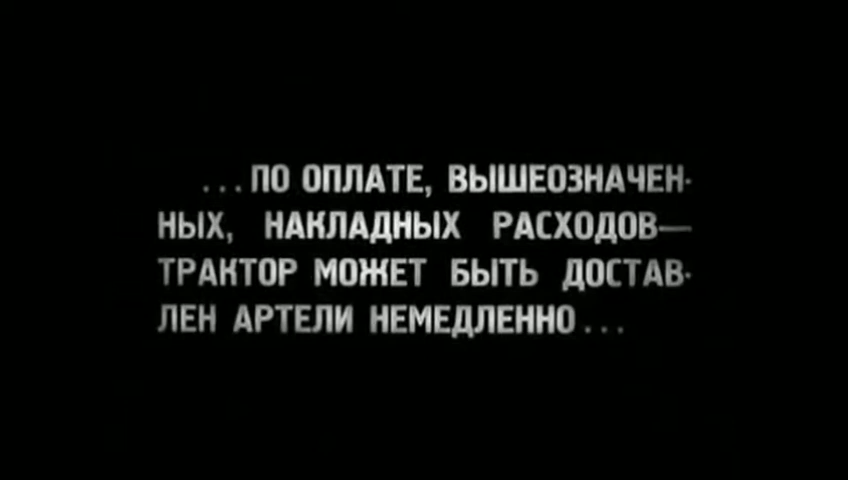 ...ПО ОПЛАТЕ, ВЫШЕОЗНАЧЕН-
НЫХ, НАКЛАДНЫХ РАСХОДОВ—
ТРАКТОР МОЖЕТ БЫТЬ ДОСТАВ-
ЛЕН АРТЕЛИ НЕМЕДЛЕННО...